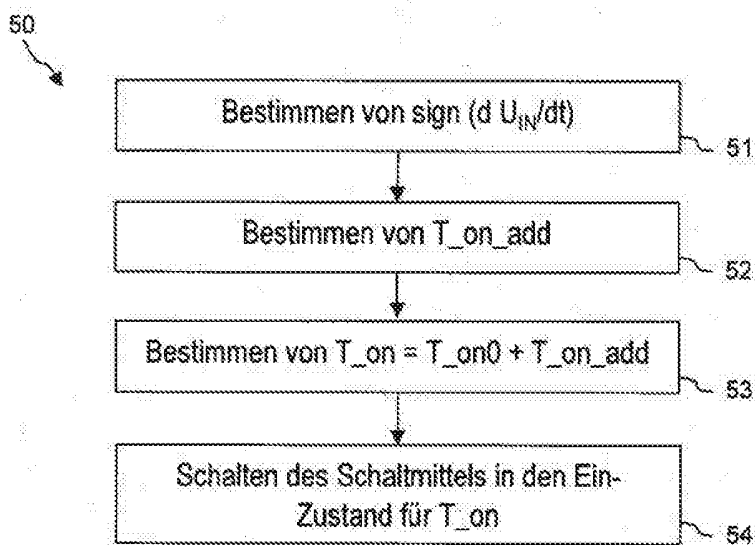 50
Bestimmen von sign (d U_IN/dt)
51
Bestimmen von T_on_add
52
Bestimmen von T_on = T_on0 + T_on_add
53
Schalten des Schaltmittels in den Ein-
Zustand für T_on
54